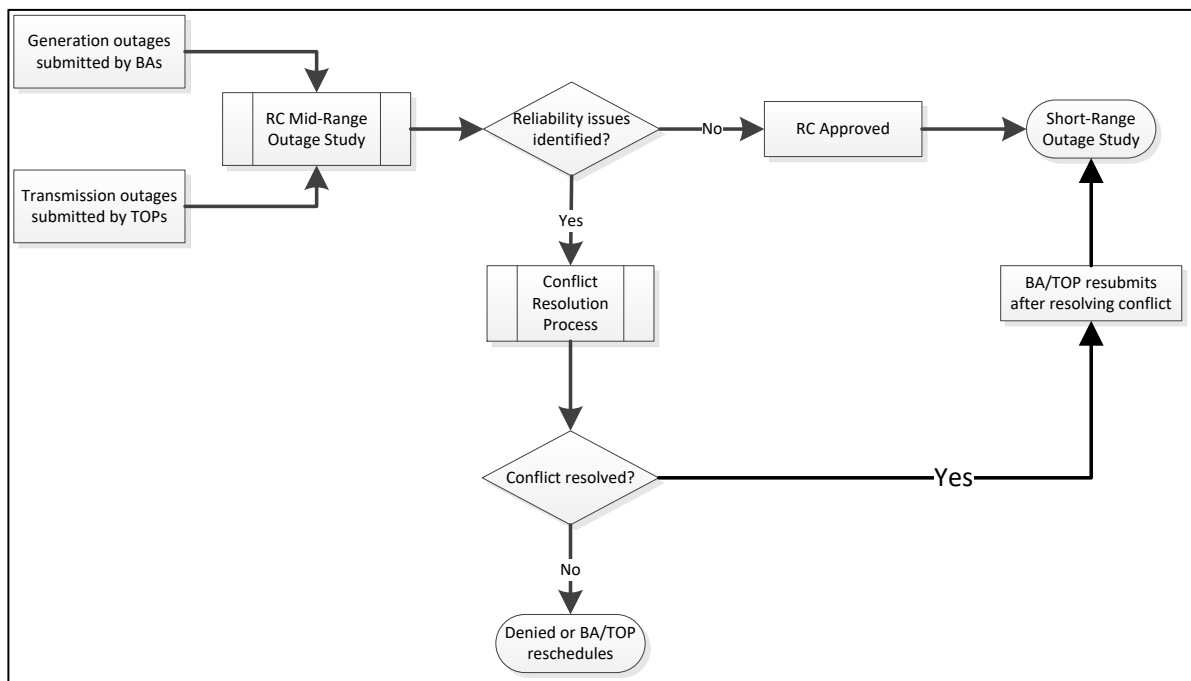 Generation outages
submitted by BAs
RC Mid-Range
Outage Study
Reliability issues
identified?
No
RC Approved
Short-Range
Outage Study
Transmission outages
submitted by TOPs
Yes
Conflict
Resolution
Process
BA/TOP resubmits
after resolving conflict
Conflict resolved?
Yes
No
Denied or BA/TOP
reschedules